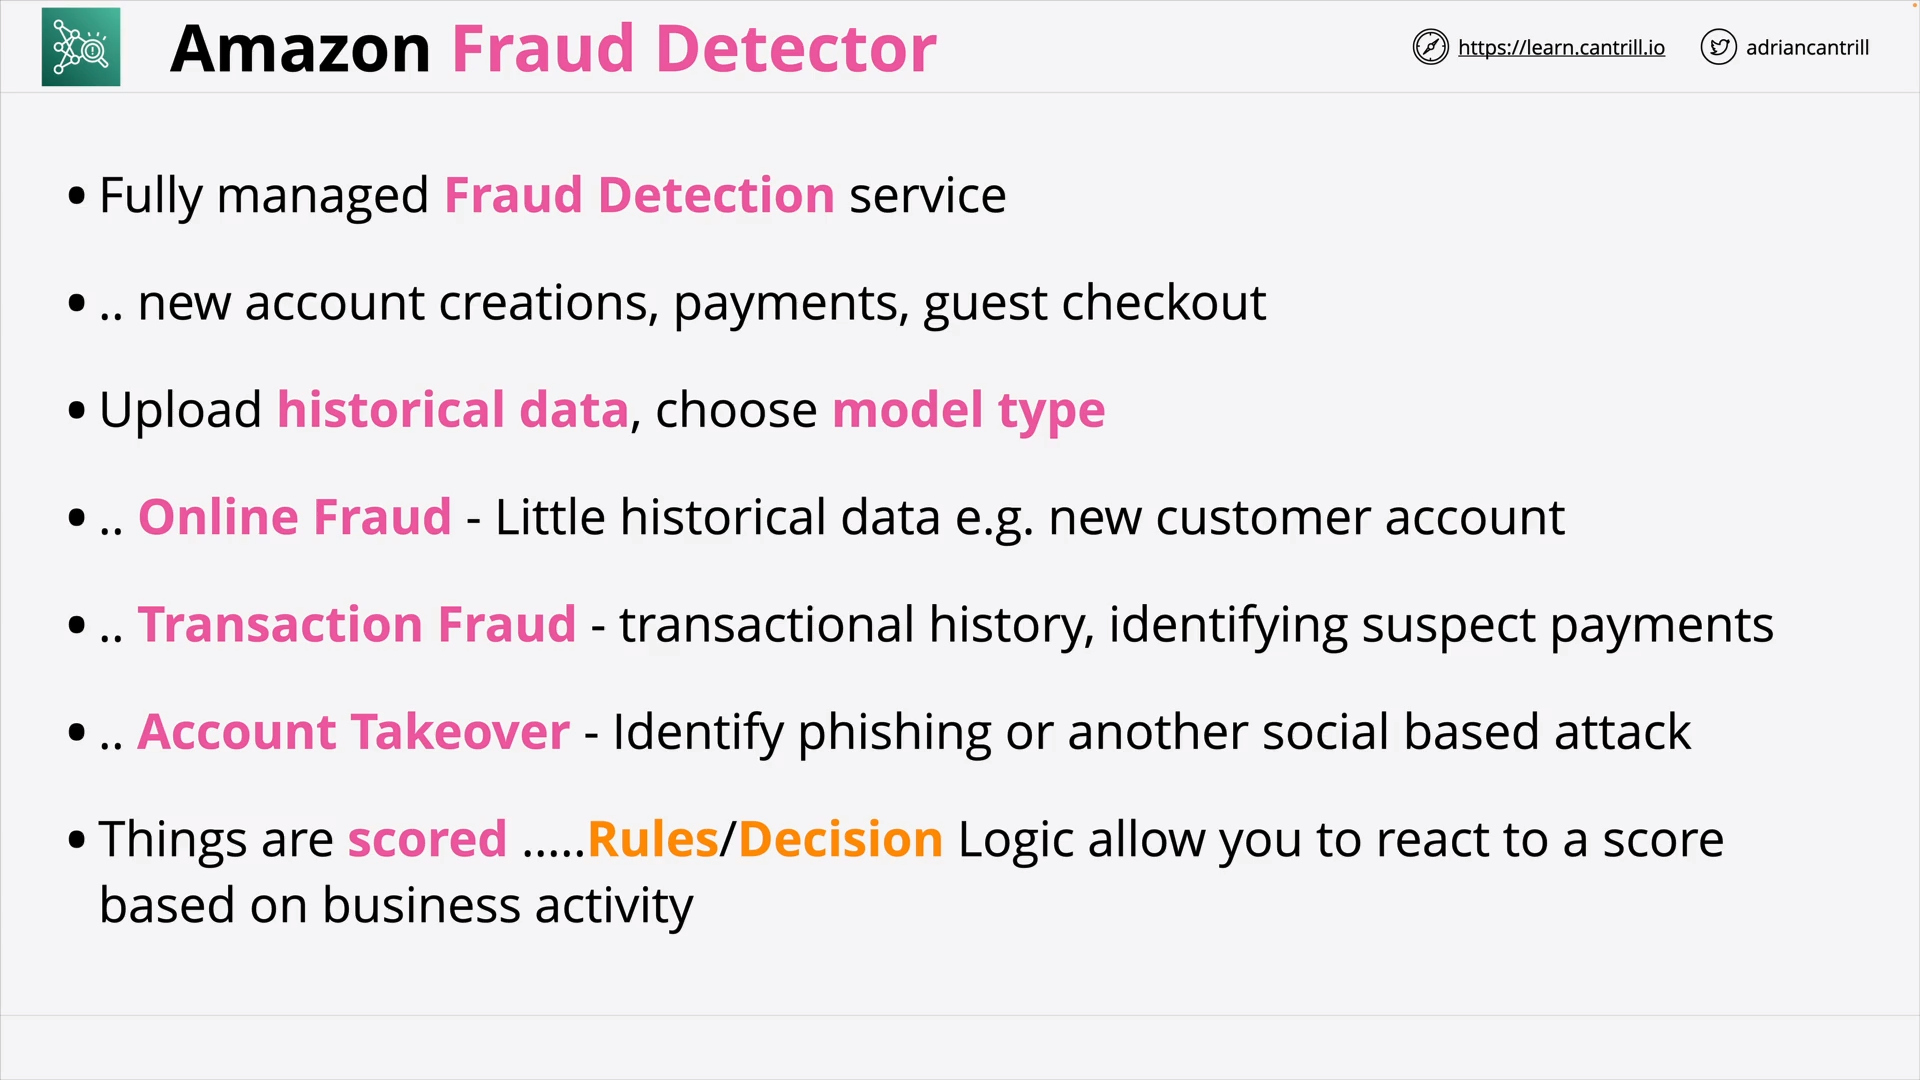 Amazon Fraud Detector
https://learn.cantrill.io
adriancantrill
• Fully managed Fraud Detection service
• .. new account creations, payments, guest checkout
• Upload historical data, choose model type
• .. Online Fraud - Little historical data e.g. new customer account
• .. Transaction Fraud - transactional history, identifying suspect payments
• .. Account Takeover - Identify phishing or another social based attack
• Things are scored .....Rules/Decision Logic allow you to react to a score
based on business activity